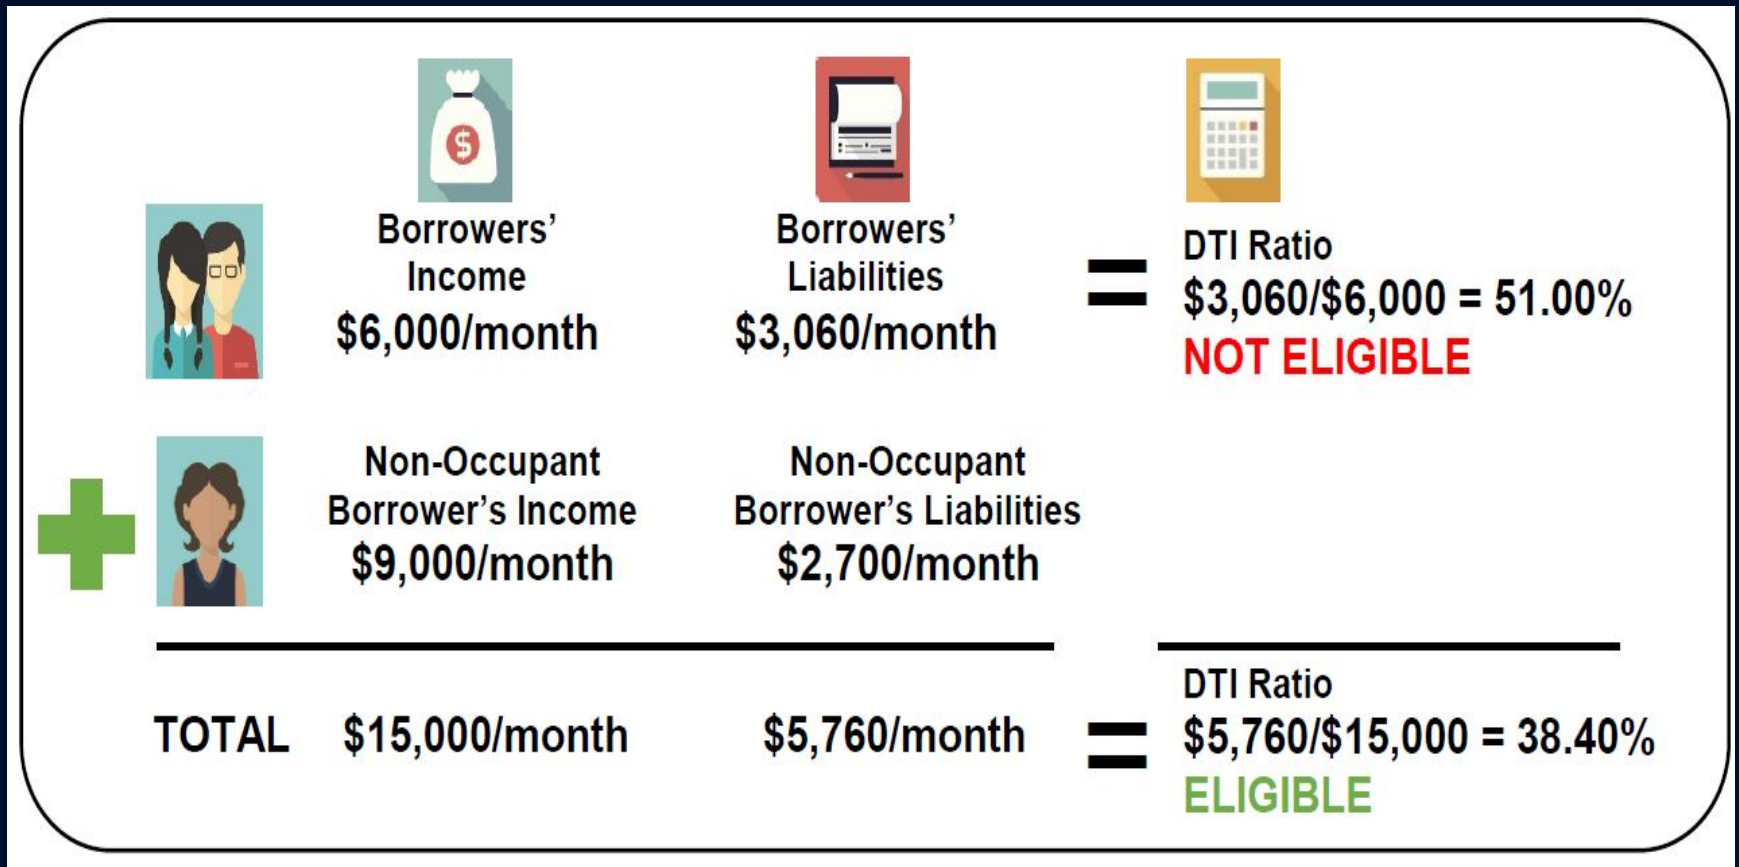 $
Borrowers’
Income
$6,000/month
Borrowers’
Liabilities
$3,060/month
=
DTI Ratio
$3,060/$6,000 = 51.00%
NOT ELIGIBLE
Non-Occupant
Borrower’s Income
$9,000/month
Non-Occupant
Borrower’s Liabilities
$2,700/month
TOTAL
$15,000/month
$5,760/month
=
DTI Ratio
$5,760/$15,000 = 38.40%
ELIGIBLE